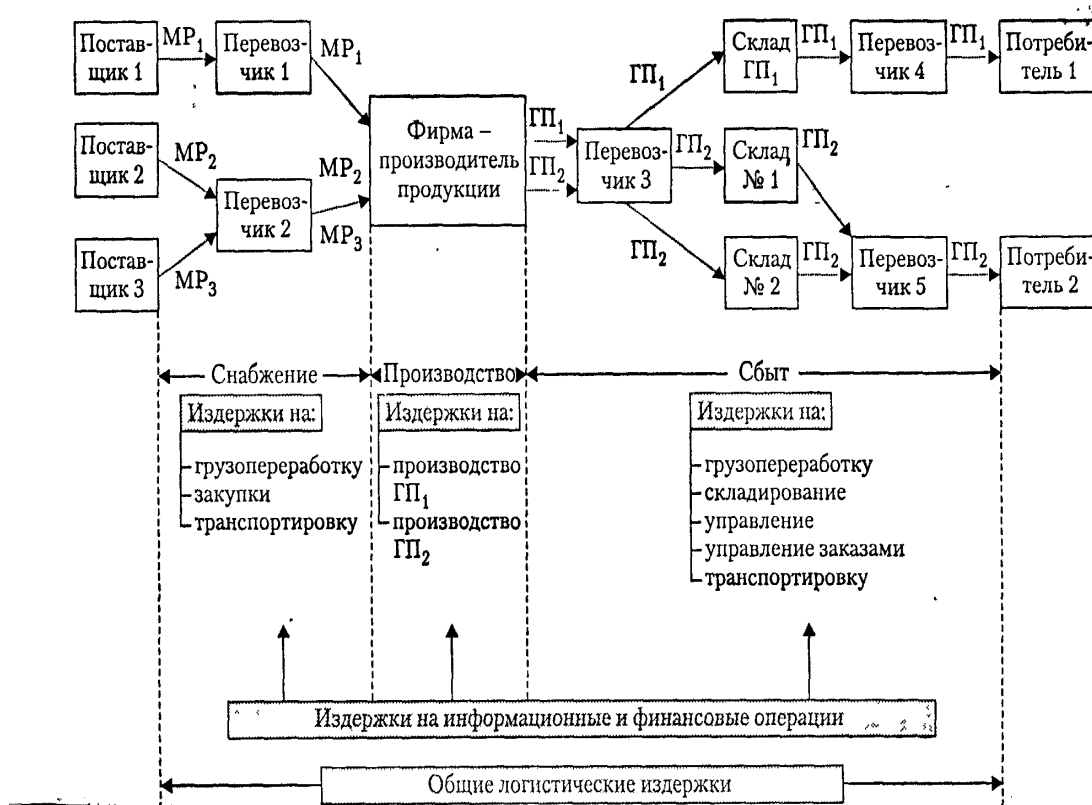 Постав-
щик 1
МР₁
Перевоз-
чик 1
МР₁
Постав-
щик 2
МР₂
Перевоз-
чик 2
МР₂
МР₃
Постав-
щик 3
МР₃
Фирма –
производитель
продукции
ГП₁
ГП₂
Перевоз-
чик 3
ГП₁
ГП₂
ГП₂
Склад
ГП₁
ГП₁
Перевоз-
чик 4
ГП₁
Потреби-
тель 1
Склад
№ 1
ГП₂
Склад
№ 2
ГП₂
Перевоз-
чик 5
ГП₂
Потреби-
тель 2
Снабжение
Производство
Сбыт
Издержки на:
грузопереработку
закупки
транспортировку
Издержки на:
производство
ГП₁
производство
ГП₂
Издержки на:
грузопереработку
складирование
управление
управление заказами
транспортировку
Издержки на информационные и финансовые операции
Общие логистические издержки